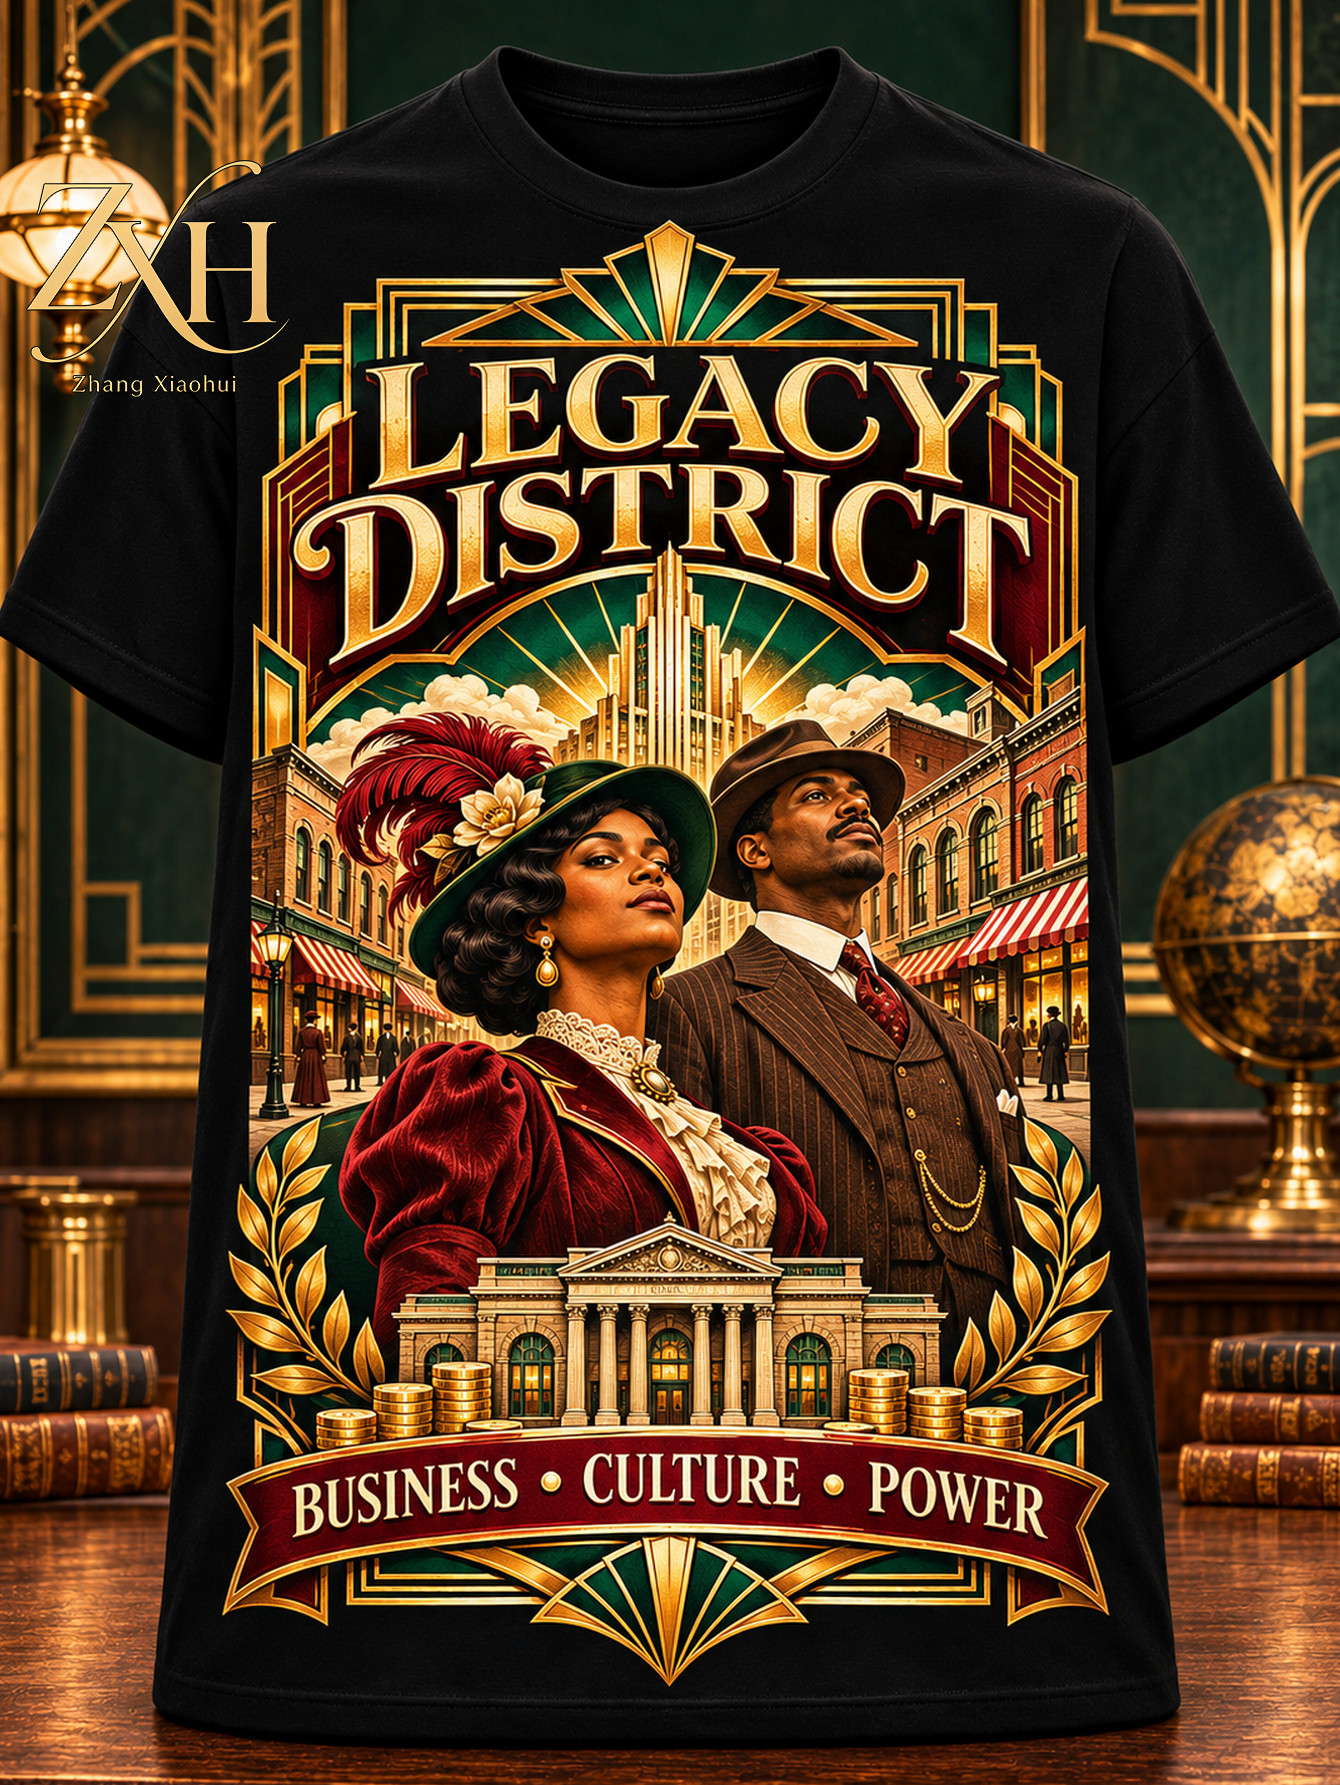 ZXH
Zhang Xiaohui
LEGACY
DISTRICT
BUSINESS • CULTURE • POWER